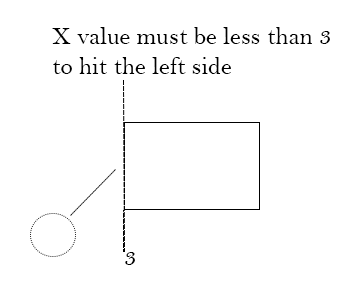 X value must be less than 3
to hit the left side
3